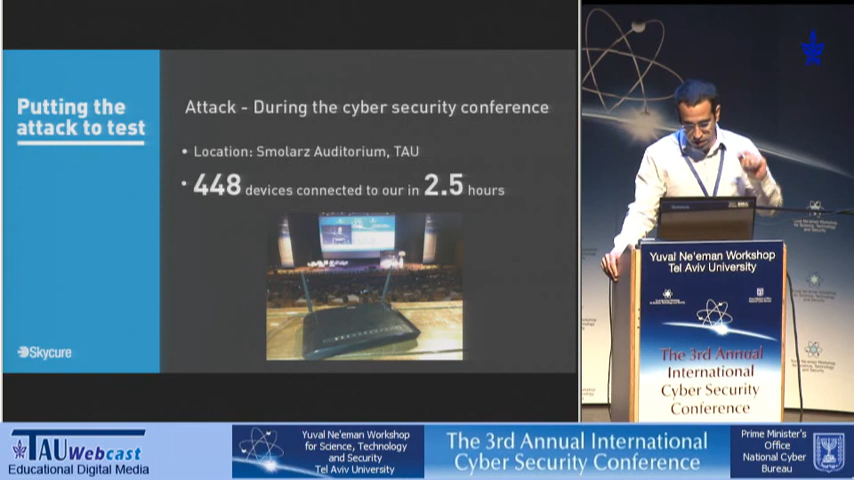 Putting the
attack to test
Attack - During the cyber security conference
• Location: Smolarz Auditorium, TAU
• 448 devices connected to our in 2.5 hours
Skycure
Yuval Ne'eman Workshop
Tel Aviv University
The 3rd Annual
International
Cyber Security
Conference
TAU Webcast
Educational Digital Media
Yuval Ne'eman Workshop
for Science, Technology
and Security
Tel Aviv University
The 3rd Annual International
Cyber Security Conference
Prime Minister's
Office
National Cyber
Bureau